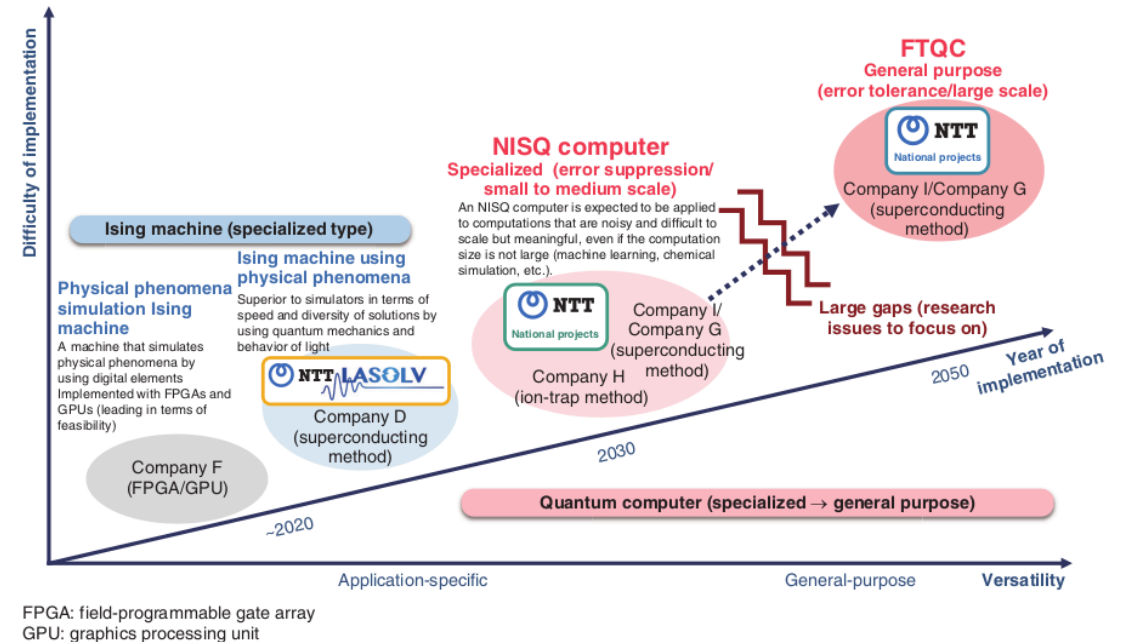 Difficulty of implementation
FTQC
General purpose
(error tolerance/large scale)
NTT
National projects
Company I/Company G
(superconducting
method)
NISQ computer
Specialized (error suppression/
small to medium scale)
An NISQ computer is expected to be applied
to computations that are noisy and difficult to
scale but meaningful, even if the computation
size is not large (machine learning, chemical
simulation, etc.).
NTT
National projects
Company I/
Company G
(superconducting
method)
Company H
(ion-trap method)
Large gaps (research
issues to focus on)
Ising machine (specialized type)
Ising machine using
physical phenomena
Superior to simulators in terms of
speed and diversity of solutions by
using quantum mechanics and
behavior of light
NTT LASOLV
Company D
(superconducting
method)
Physical phenomena
simulation Ising
machine
A machine that simulates
physical phenomena by
using digital elements
Implemented with FPGAs and
GPUs (leading in terms of
feasibility)
Company F
(FPGA/GPU)
~2020
2030
2050
Year of
implementation
Quantum computer (specialized → general purpose)
Application-specific
General-purpose
Versatility
FPGA: field-programmable gate array
GPU: graphics processing unit